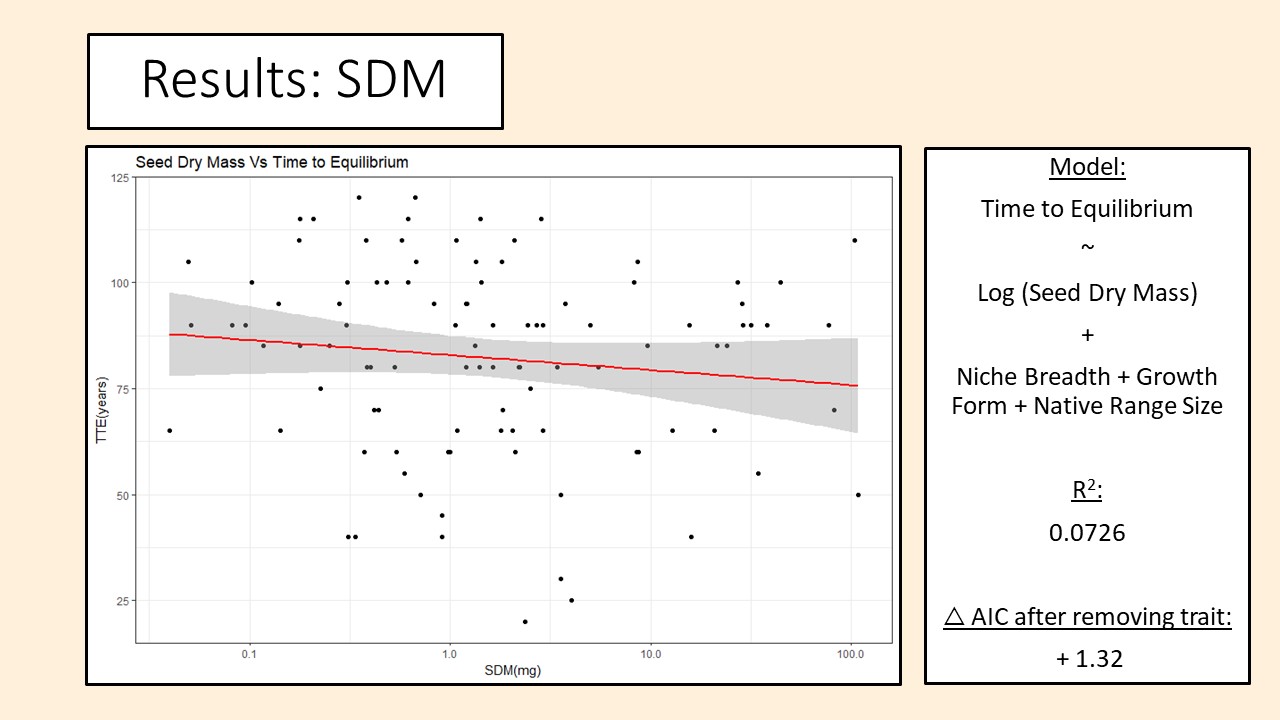 Results: SDM
Seed Dry Mass Vs Time to Equilibrium
125
100
75
50
25
TTE(years)
0.1
1.0
10.0
100.0
SDM(mg)
Model:
Time to Equilibrium
~
Log (Seed Dry Mass)
+
Niche Breadth + Growth
Form + Native Range Size
R²:
0.0726
△ AIC after removing trait:
+ 1.32